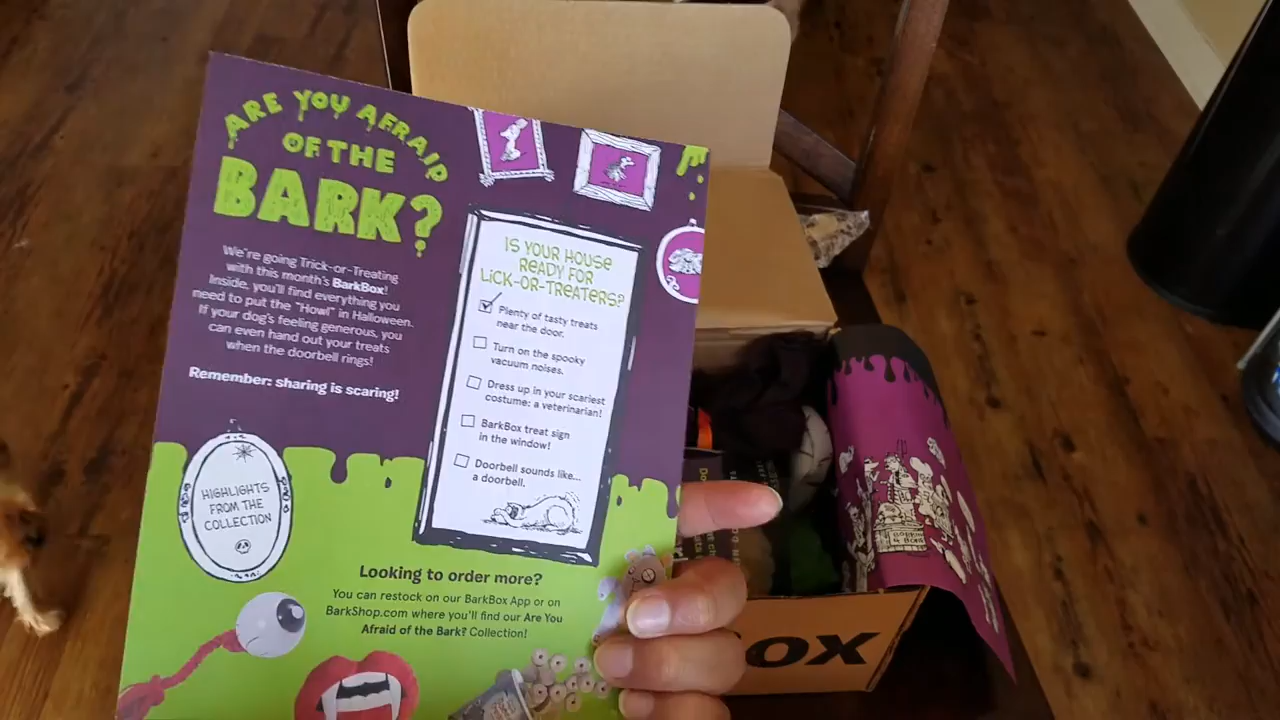 ARE YOU AFRAID
OF THE
BARK?
We're going Trick-or-Treating
with this month's BarkBox!
Inside, you'll find everything you
need to put the "Howl" in Halloween.
If your dog's feeling generous, you
can even hand out your treats
when the doorbell rings!
Remember: sharing is scaring!
IS YOUR HOUSE
READY FOR
LICK-OR-TREATERS?
Plenty of tasty treats
near the door.
Turn on the spooky
vacuum noises.
Dress up in your scariest
costume: a veterinarian!
BarkBox treat sign
in the window!
Doorbell sounds like...
a doorbell.
HIGHLIGHTS
FROM THE
COLLECTION
Looking to order more?
You can restock on our BarkBox App or on
BarkShop.com where you'll find our Are You
Afraid of the Bark? Collection!
OX